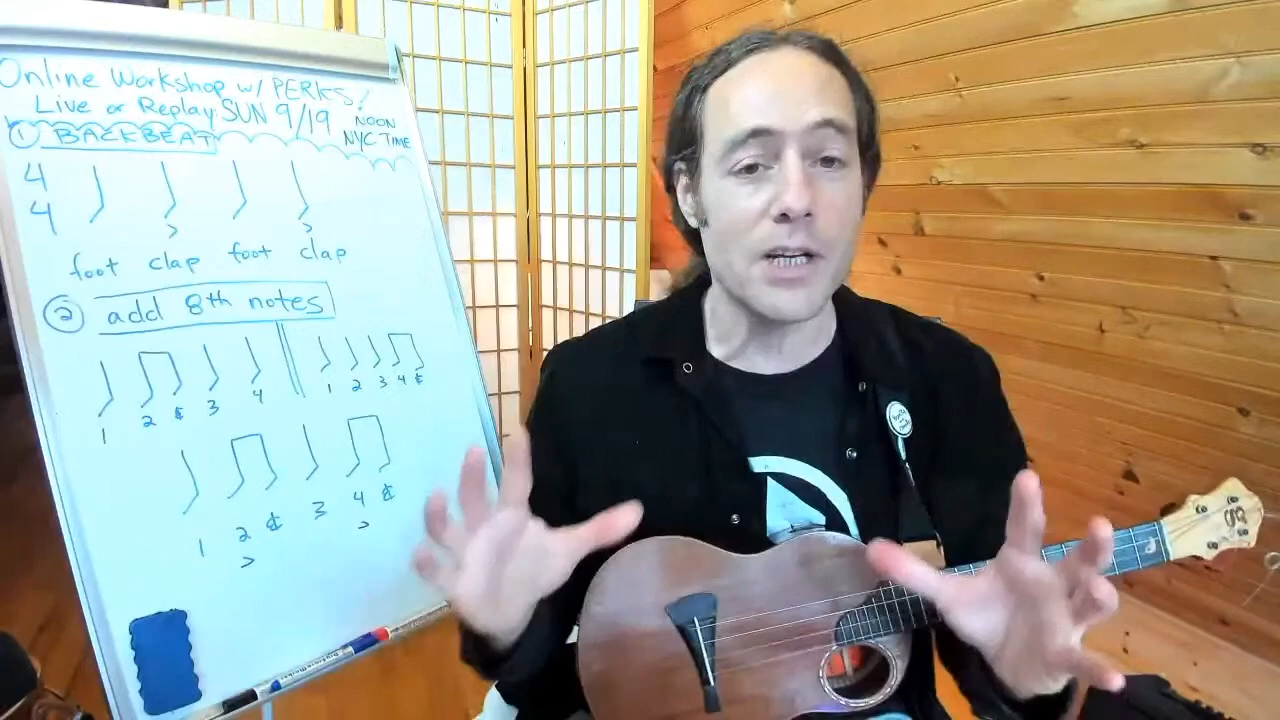 Online Workshop w/ PERKS!
Live or Replay SUN 9/19 NOON NYC TIME
1 BACKBEAT
4
4
>     >
foot clap foot clap
2 add 8th notes
1 2 & 3 4 1 2 3 4 &
1 2 & 3 4 &
> >